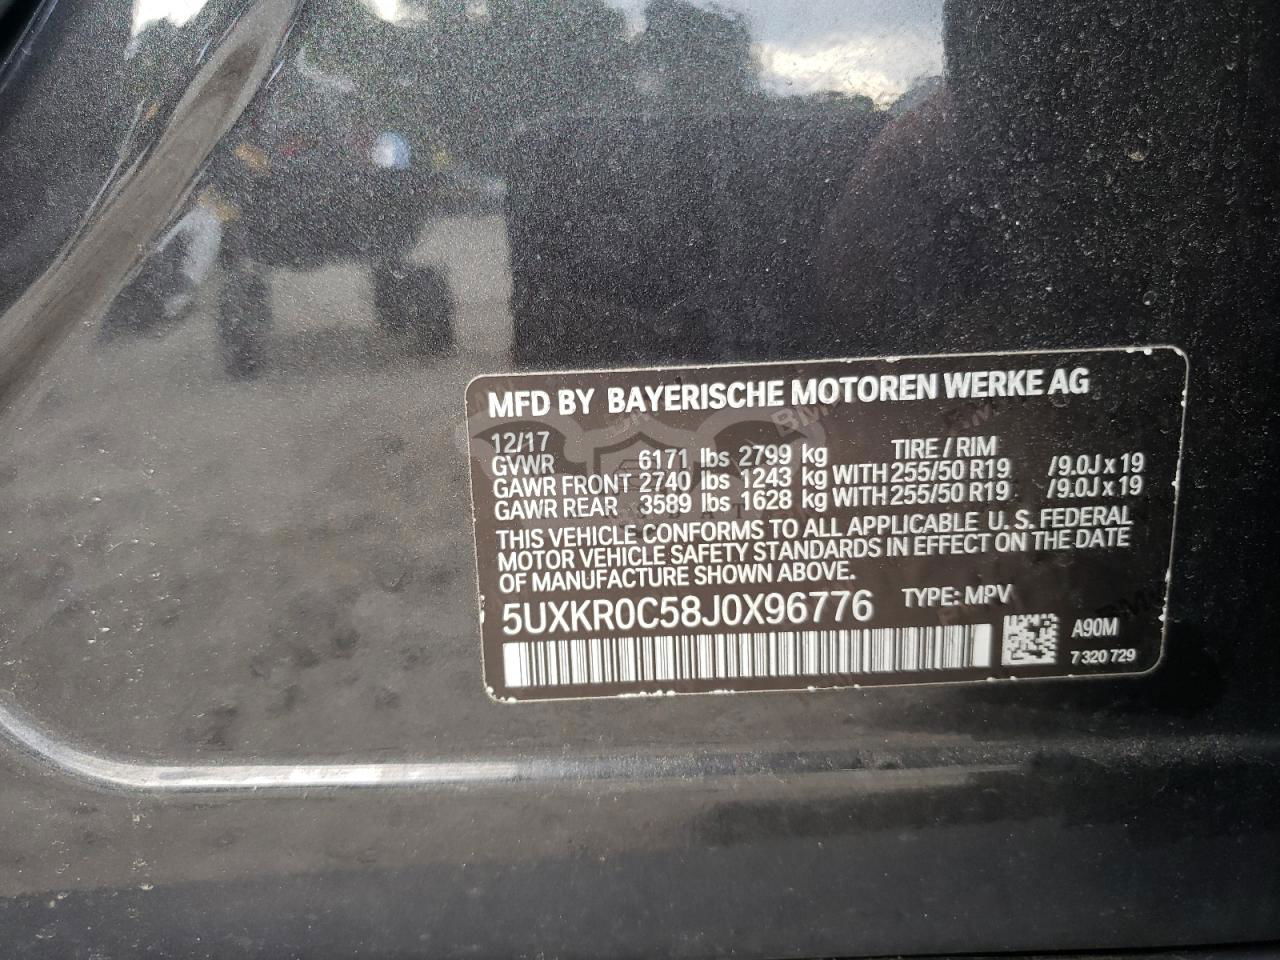 MFD BY BAYERISCHE MOTOREN WERKE AG
12/17 TIRE / RIM
GVWR 6171 lbs 2799 kg
GAWR FRONT 2740 lbs 1243 kg WITH 255/50 R19 /9.0J x 19
GAWR REAR 3589 lbs 1628 kg WITH 255/50 R19 /9.0J x 19
THIS VEHICLE CONFORMS TO ALL APPLICABLE U.S. FEDERAL
MOTOR VEHICLE SAFETY STANDARDS IN EFFECT ON THE DATE
OF MANUFACTURE SHOWN ABOVE.
5UXKR0C58J0X96776 TYPE: MPV
A90M
7 320 729